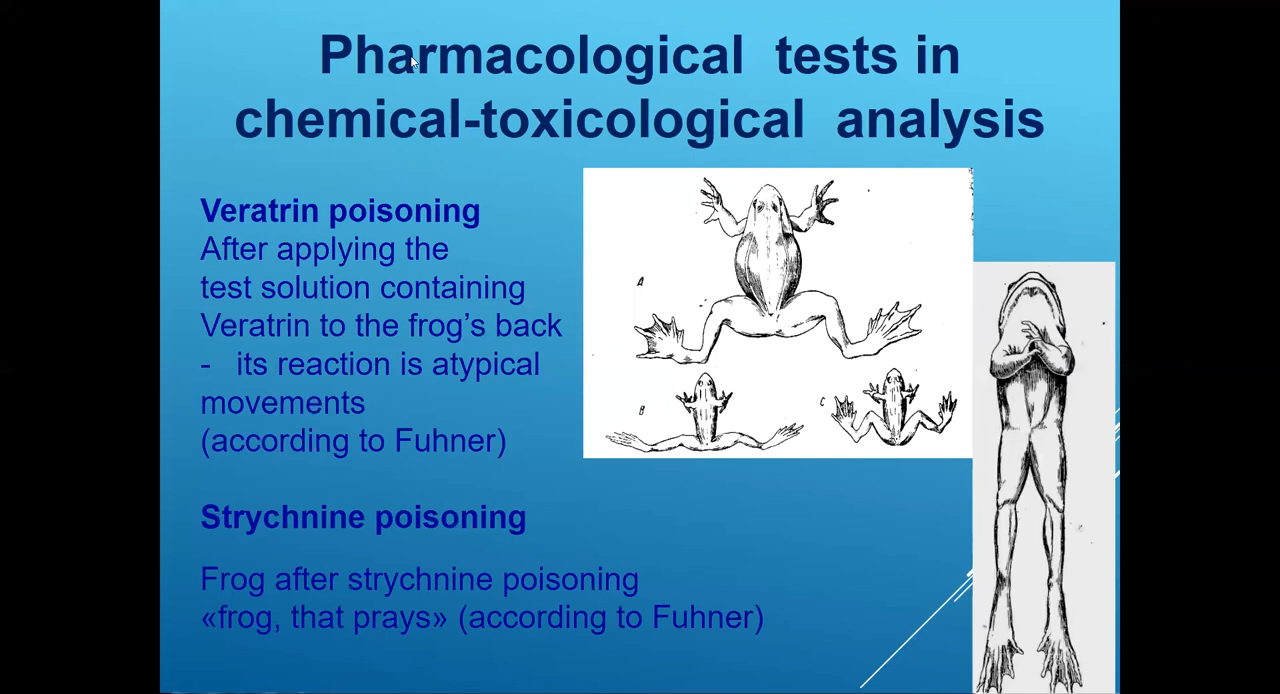 Pharmacological tests in
chemical-toxicological analysis
Veratrin poisoning
After applying the
test solution containing
Veratrin to the frog's back
- its reaction is atypical
movements
(according to Fuhner)
A
B
C
Strychnine poisoning
Frog after strychnine poisoning
«frog, that prays» (according to Fuhner)